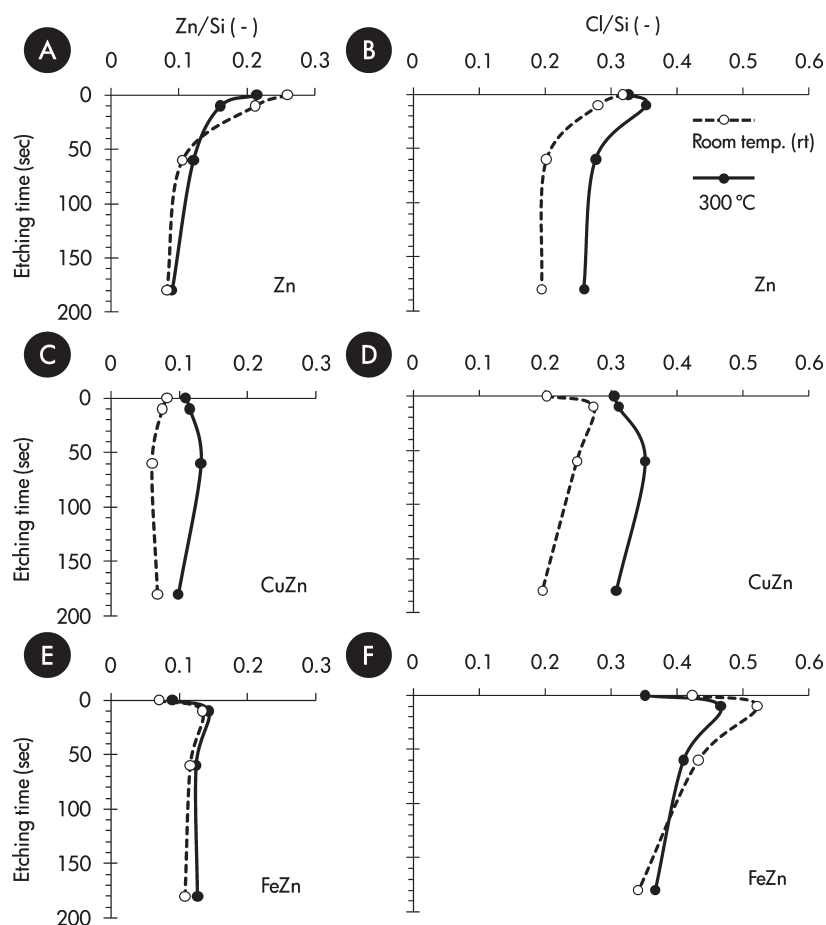 Zn/Si ( - )
Cl/Si ( - )
A
B
0 0.1 0.2 0.3
0 0.1 0.2 0.3 0.4 0.5 0.6
0
50
100
150
200
Etching time (sec)
Room temp. (rt)
300 °C
Zn
Zn
C
D
0 0.1 0.2 0.3
0 0.1 0.2 0.3 0.4 0.5 0.6
0
50
100
150
200
Etching time (sec)
CuZn
CuZn
E
F
0 0.1 0.2 0.3
0 0.1 0.2 0.3 0.4 0.5 0.6
0
50
100
150
200
Etching time (sec)
FeZn
FeZn